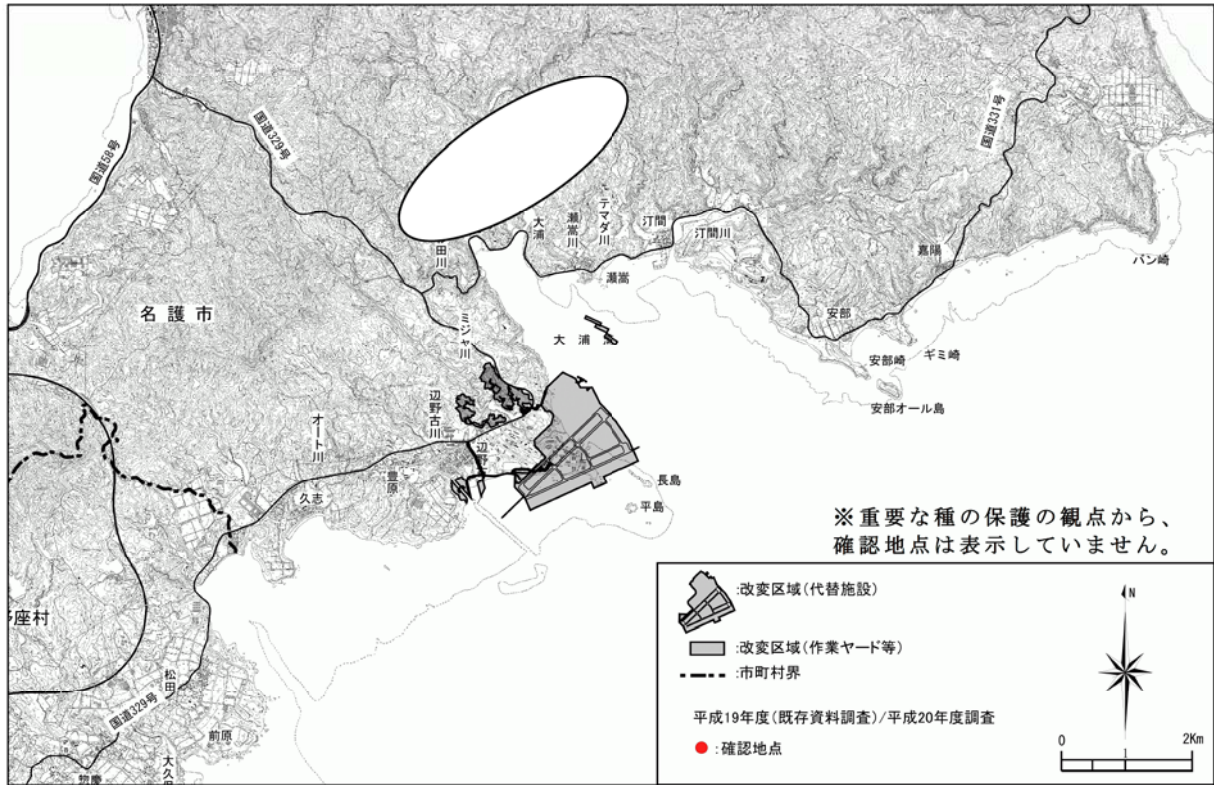 国道58号
国道329号
国道331号
大浦
瀬嵩川
テマダ川
汀間
汀間川
田川
瀬嵩
嘉陽
バン崎
名護市
ミジャ川
大浦
安部
安部崎
ギミ崎
安部オール島
辺野古川
オート川
辺野
豊原
久志
長島
平島
※重要な種の保護の観点から、
確認地点は表示していません。
座村
松田
国道329号
前原
大久保
惣慶
:改変区域(代替施設)
:改変区域(作業ヤード等)
:市町村界
平成19年度(既存資料調査)/平成20年度調査
:確認地点
N
0 1 2Km